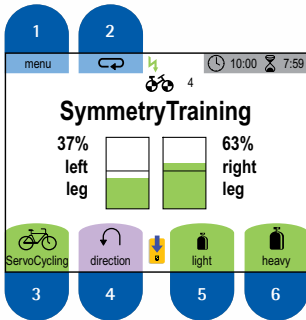 1 2
menu 10:00 7:59
4
SymmetryTraining
37% 63%
left right
leg leg
ServoCycling direction light heavy
3 4 5 6